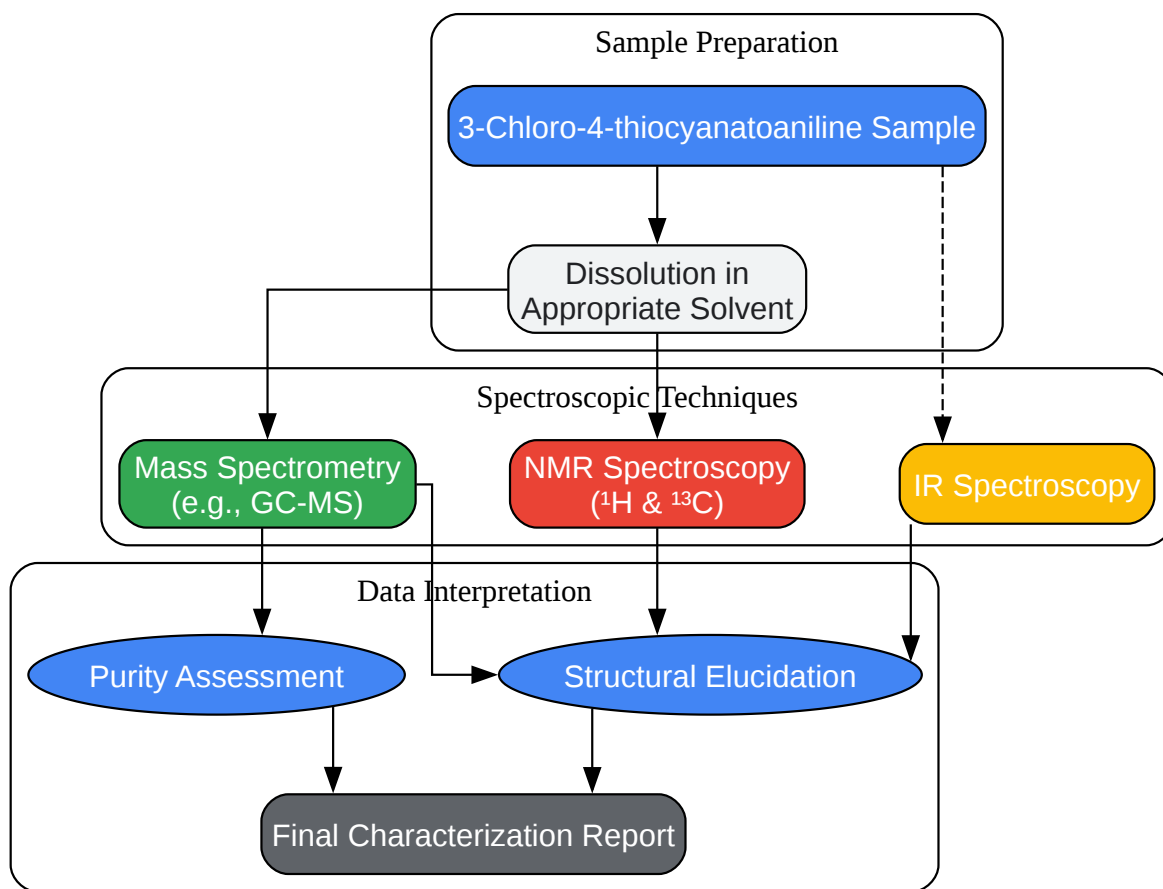 Sample Preparation
3-Chloro-4-thiocyanatoaniline Sample
Dissolution in
Appropriate Solvent
Spectroscopic Techniques
Mass Spectrometry
(e.g., GC-MS)
NMR Spectroscopy
(¹H & ¹³C)
IR Spectroscopy
Data Interpretation
Purity Assessment
Structural Elucidation
Final Characterization Report